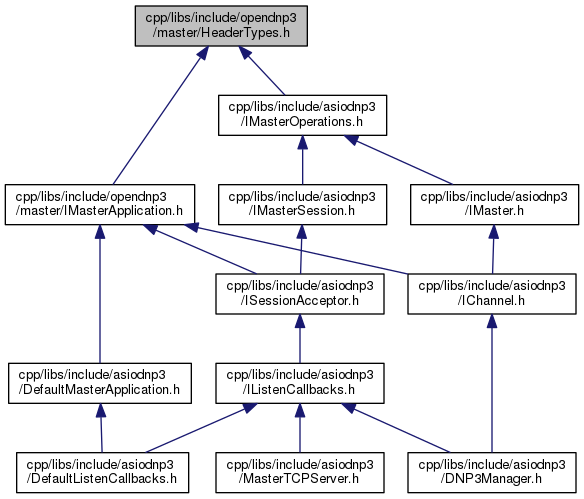 cpp/libs/include/opendnp3
/master/HeaderTypes.h
cpp/libs/include/asiodnp3
/IMasterOperations.h
cpp/libs/include/opendnp3
/master/IMasterApplication.h
cpp/libs/include/asiodnp3
/IMasterSession.h
cpp/libs/include/asiodnp3
/IMaster.h
cpp/libs/include/asiodnp3
/ISessionAcceptor.h
cpp/libs/include/asiodnp3
/IChannel.h
cpp/libs/include/asiodnp3
/DefaultMasterApplication.h
cpp/libs/include/asiodnp3
/IListenCallbacks.h
cpp/libs/include/asiodnp3
/DefaultListenCallbacks.h
cpp/libs/include/asiodnp3
/MasterTCPServer.h
cpp/libs/include/asiodnp3
/DNP3Manager.h